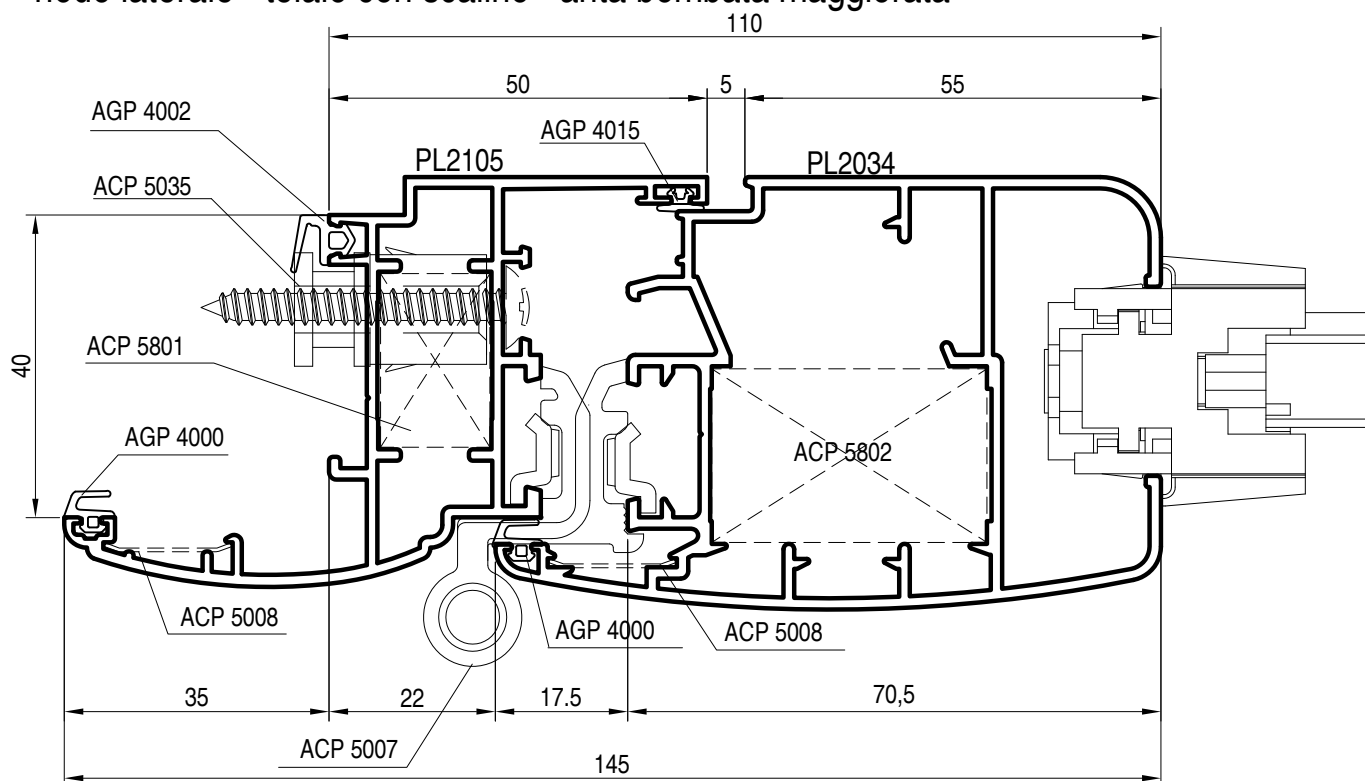 nodo laterale - telaio con scalino - anta bombata maggiorata
110
50
5
55
AGP 4002
AGP 4015
PL2105
PL2034
ACP 5035
40
ACP 5801
AGP 4000
ACP 5802
ACP 5008
AGP 4000
ACP 5008
35
22
17.5
70,5
ACP 5007
145